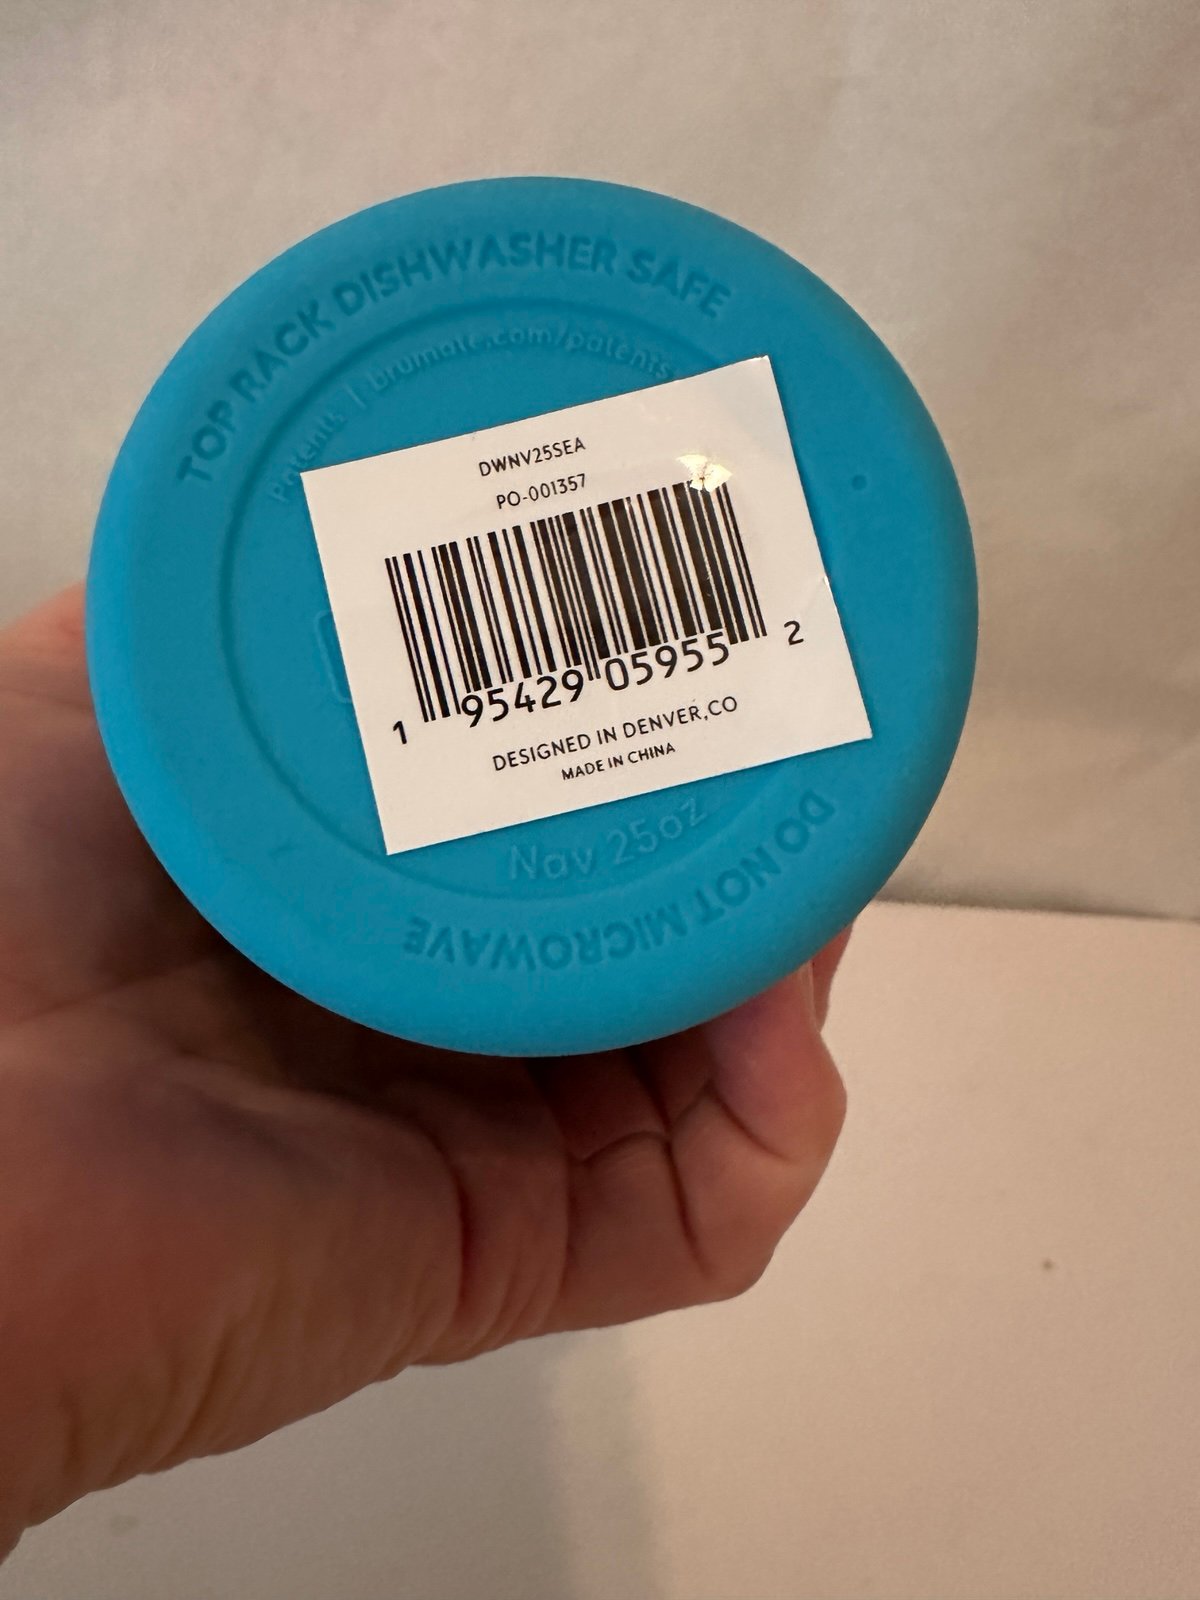 TOP RACK DISHWASHER SAFE
Patents | brumate.com/patents
DWNV25SEA
PO-001357
1 95429 05955 2
DESIGNED IN DENVER,CO
MADE IN CHINA
Nav 25oz
DO NOT MICROWAVE